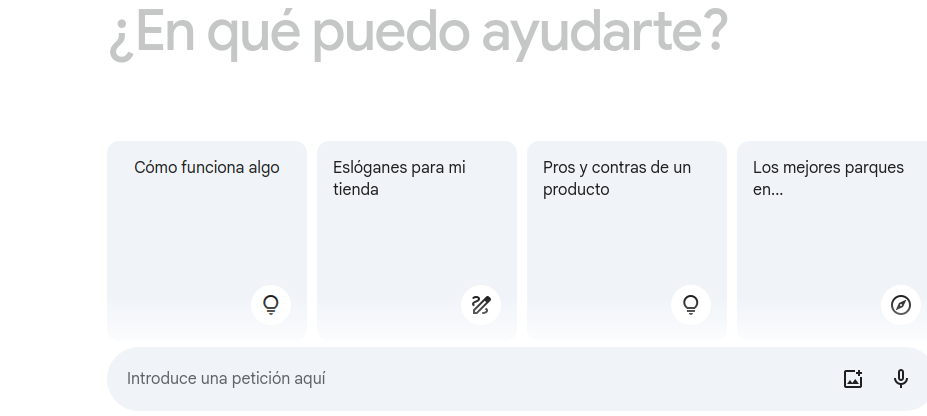 ¿En qué puedo ayudarte?
Cómo funciona algo
Eslóganes para mi
tienda
Pros y contras de un
producto
Los mejores parques
en...
Introduce una petición aquí